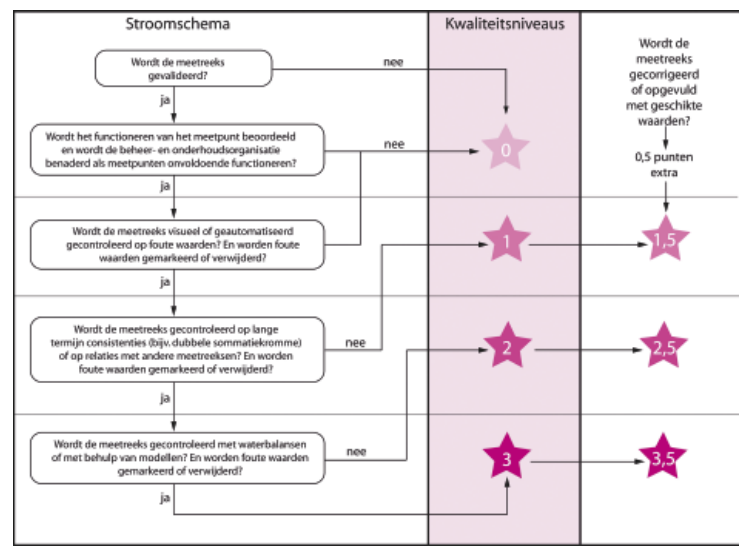 Stroomschema
Kwaliteitsniveaus
Wordt de
meetreeks
gecorrigeerd
of opgevuld
met geschikte
waarden?
0,5 punten
extra
Wordt de meetreeks
gevalideerd?
nee
ja
Wordt het functioneren van het meetpunt beoordeeld
en wordt de beheer- en onderhoudsorganisatie
benaderd als meetpunten onvoldoende functioneren?
nee
0
ja
Wordt de meetreeks visueel of geautomatiseerd
gecontroleerd op foute waarden? En worden foute
waarden gemarkeerd of verwijderd?
1
1,5
ja
Wordt de meetreeks gecontroleerd op lange
termijn consistenties (bijv. dubbele sommatiekromme)
of op relaties met andere meetreeksen? En worden
foute waarden gemarkeerd of verwijderd?
nee
2
2,5
ja
Wordt de meetreeks gecontroleerd met waterbalansen
of met behulp van modellen? En worden foute waarden
gemarkeerd of verwijderd?
nee
3
3,5
ja